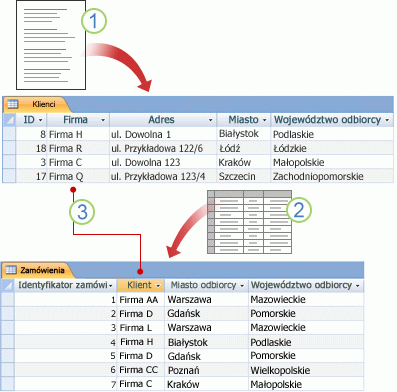 1
Klienci
ID Firma Adres Miasto Województwo odbiorcy
8 Firma H ul. Dowolna 1 Białystok Podlaskie
18 Firma R ul. Przykładowa 122/6 Łódź Łódzkie
3 Firma C ul. Dowolna 123 Kraków Małopolskie
17 Firma Q ul. Przykładowa 123/4 Szczecin Zachodniopomorskie
3
2
Zamówienia
Identyfikator zamówi Klient Miasto odbiorcy Województwo odbiorcy
1 Firma AA Warszawa Mazowieckie
2 Firma D Gdańsk Pomorskie
3 Firma L Warszawa Mazowieckie
4 Firma H Białystok Podlaskie
5 Firma D Gdańsk Pomorskie
6 Firma CC Poznań Wielkopolskie
7 Firma C Kraków Małopolskie